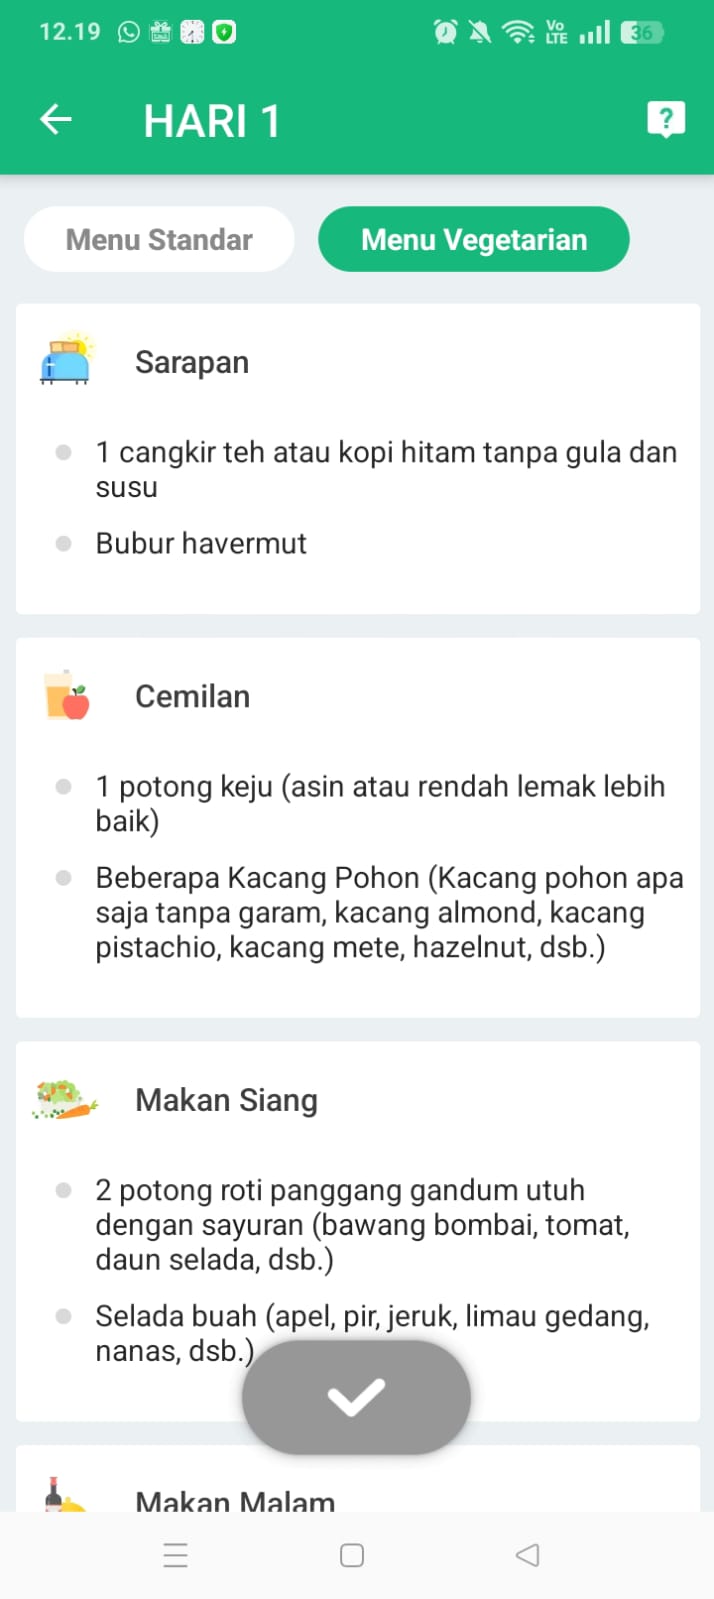 12.19
Vo
LTE
36
HARI 1
?
Menu Standar
Menu Vegetarian
Sarapan
1 cangkir teh atau kopi hitam tanpa gula dan
susu
Bubur havermut
Cemilan
1 potong keju (asin atau rendah lemak lebih
baik)
Beberapa Kacang Pohon (Kacang pohon apa
saja tanpa garam, kacang almond, kacang
pistachio, kacang mete, hazelnut, dsb.)
Makan Siang
2 potong roti panggang gandum utuh
dengan sayuran (bawang bombai, tomat,
daun selada, dsb.)
Selada buah (apel, pir, jeruk, limau gedang,
nanas, dsb.)
Makan Malam